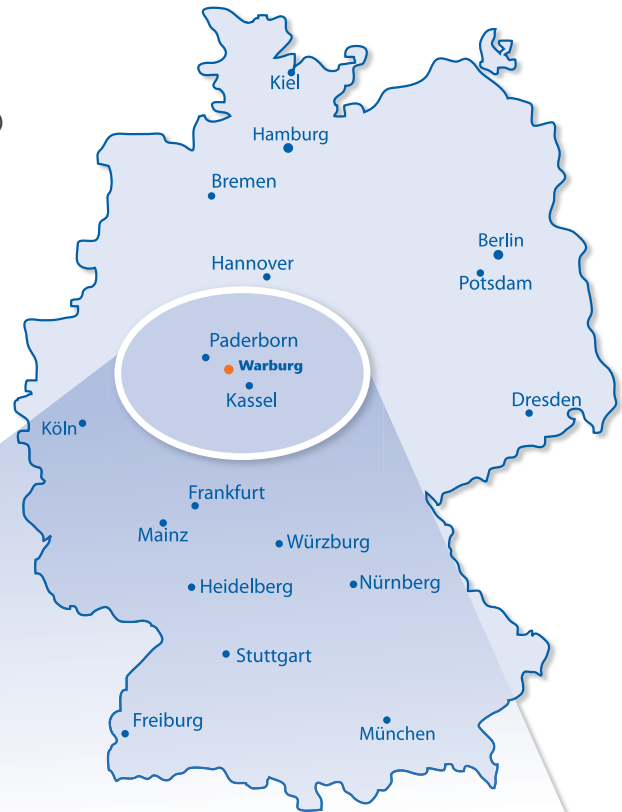 Kiel
Hamburg
Bremen
Berlin
Hannover
Potsdam
Paderborn
Warburg
Kassel
Dresden
Köln
Frankfurt
Mainz
Würzburg
Heidelberg
Nürnberg
Stuttgart
Freiburg
München